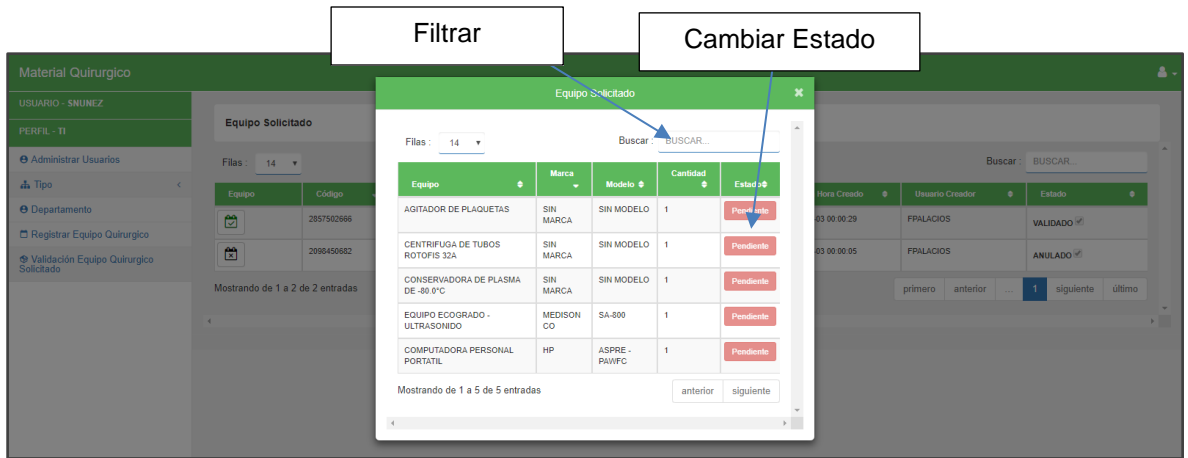 Filtrar
Cambiar Estado
Material Quirurgico
USUARIO - SNUNEZ
PERFIL - TI
Administrar Usuarios
Tipo
Departamento
Registrar Equipo Quirurgico
Validación Equipo Quirurgico
Solicitado
Equipo Solicitado
Filas : 14
Buscar : BUSCAR...
Equipo Código Hora Creado Usuario Creador Estado
2857502666 -03 00:00:29 FPALACIOS VALIDADO
2098450682 -03 00:00:05 FPALACIOS ANULADO
Mostrando de 1 a 2 de 2 entradas
primero anterior ... 1 siguiente último
Equipo Solicitado
Filas : 14 Buscar : BUSCAR...
Equipo Marca Modelo Cantidad Estado
AGITADOR DE PLAQUETAS SIN MODELO 1 Pendiente
SIN
MARCA
CENTRIFUGA DE TUBOS SIN SIN MODELO 1 Pendiente
ROTOFIS 32A MARCA
CONSERVADORA DE PLASMA SIN SIN MODELO 1 Pendiente
DE -80.0°C MARCA
EQUIPO ECOGRADO - MEDISON SA-800 1 Pendiente
ULTRASONIDO CO
COMPUTADORA PERSONAL HP ASPRE - 1 Pendiente
PORTATIL PAWFC
Mostrando de 1 a 5 de 5 entradas
anterior siguiente